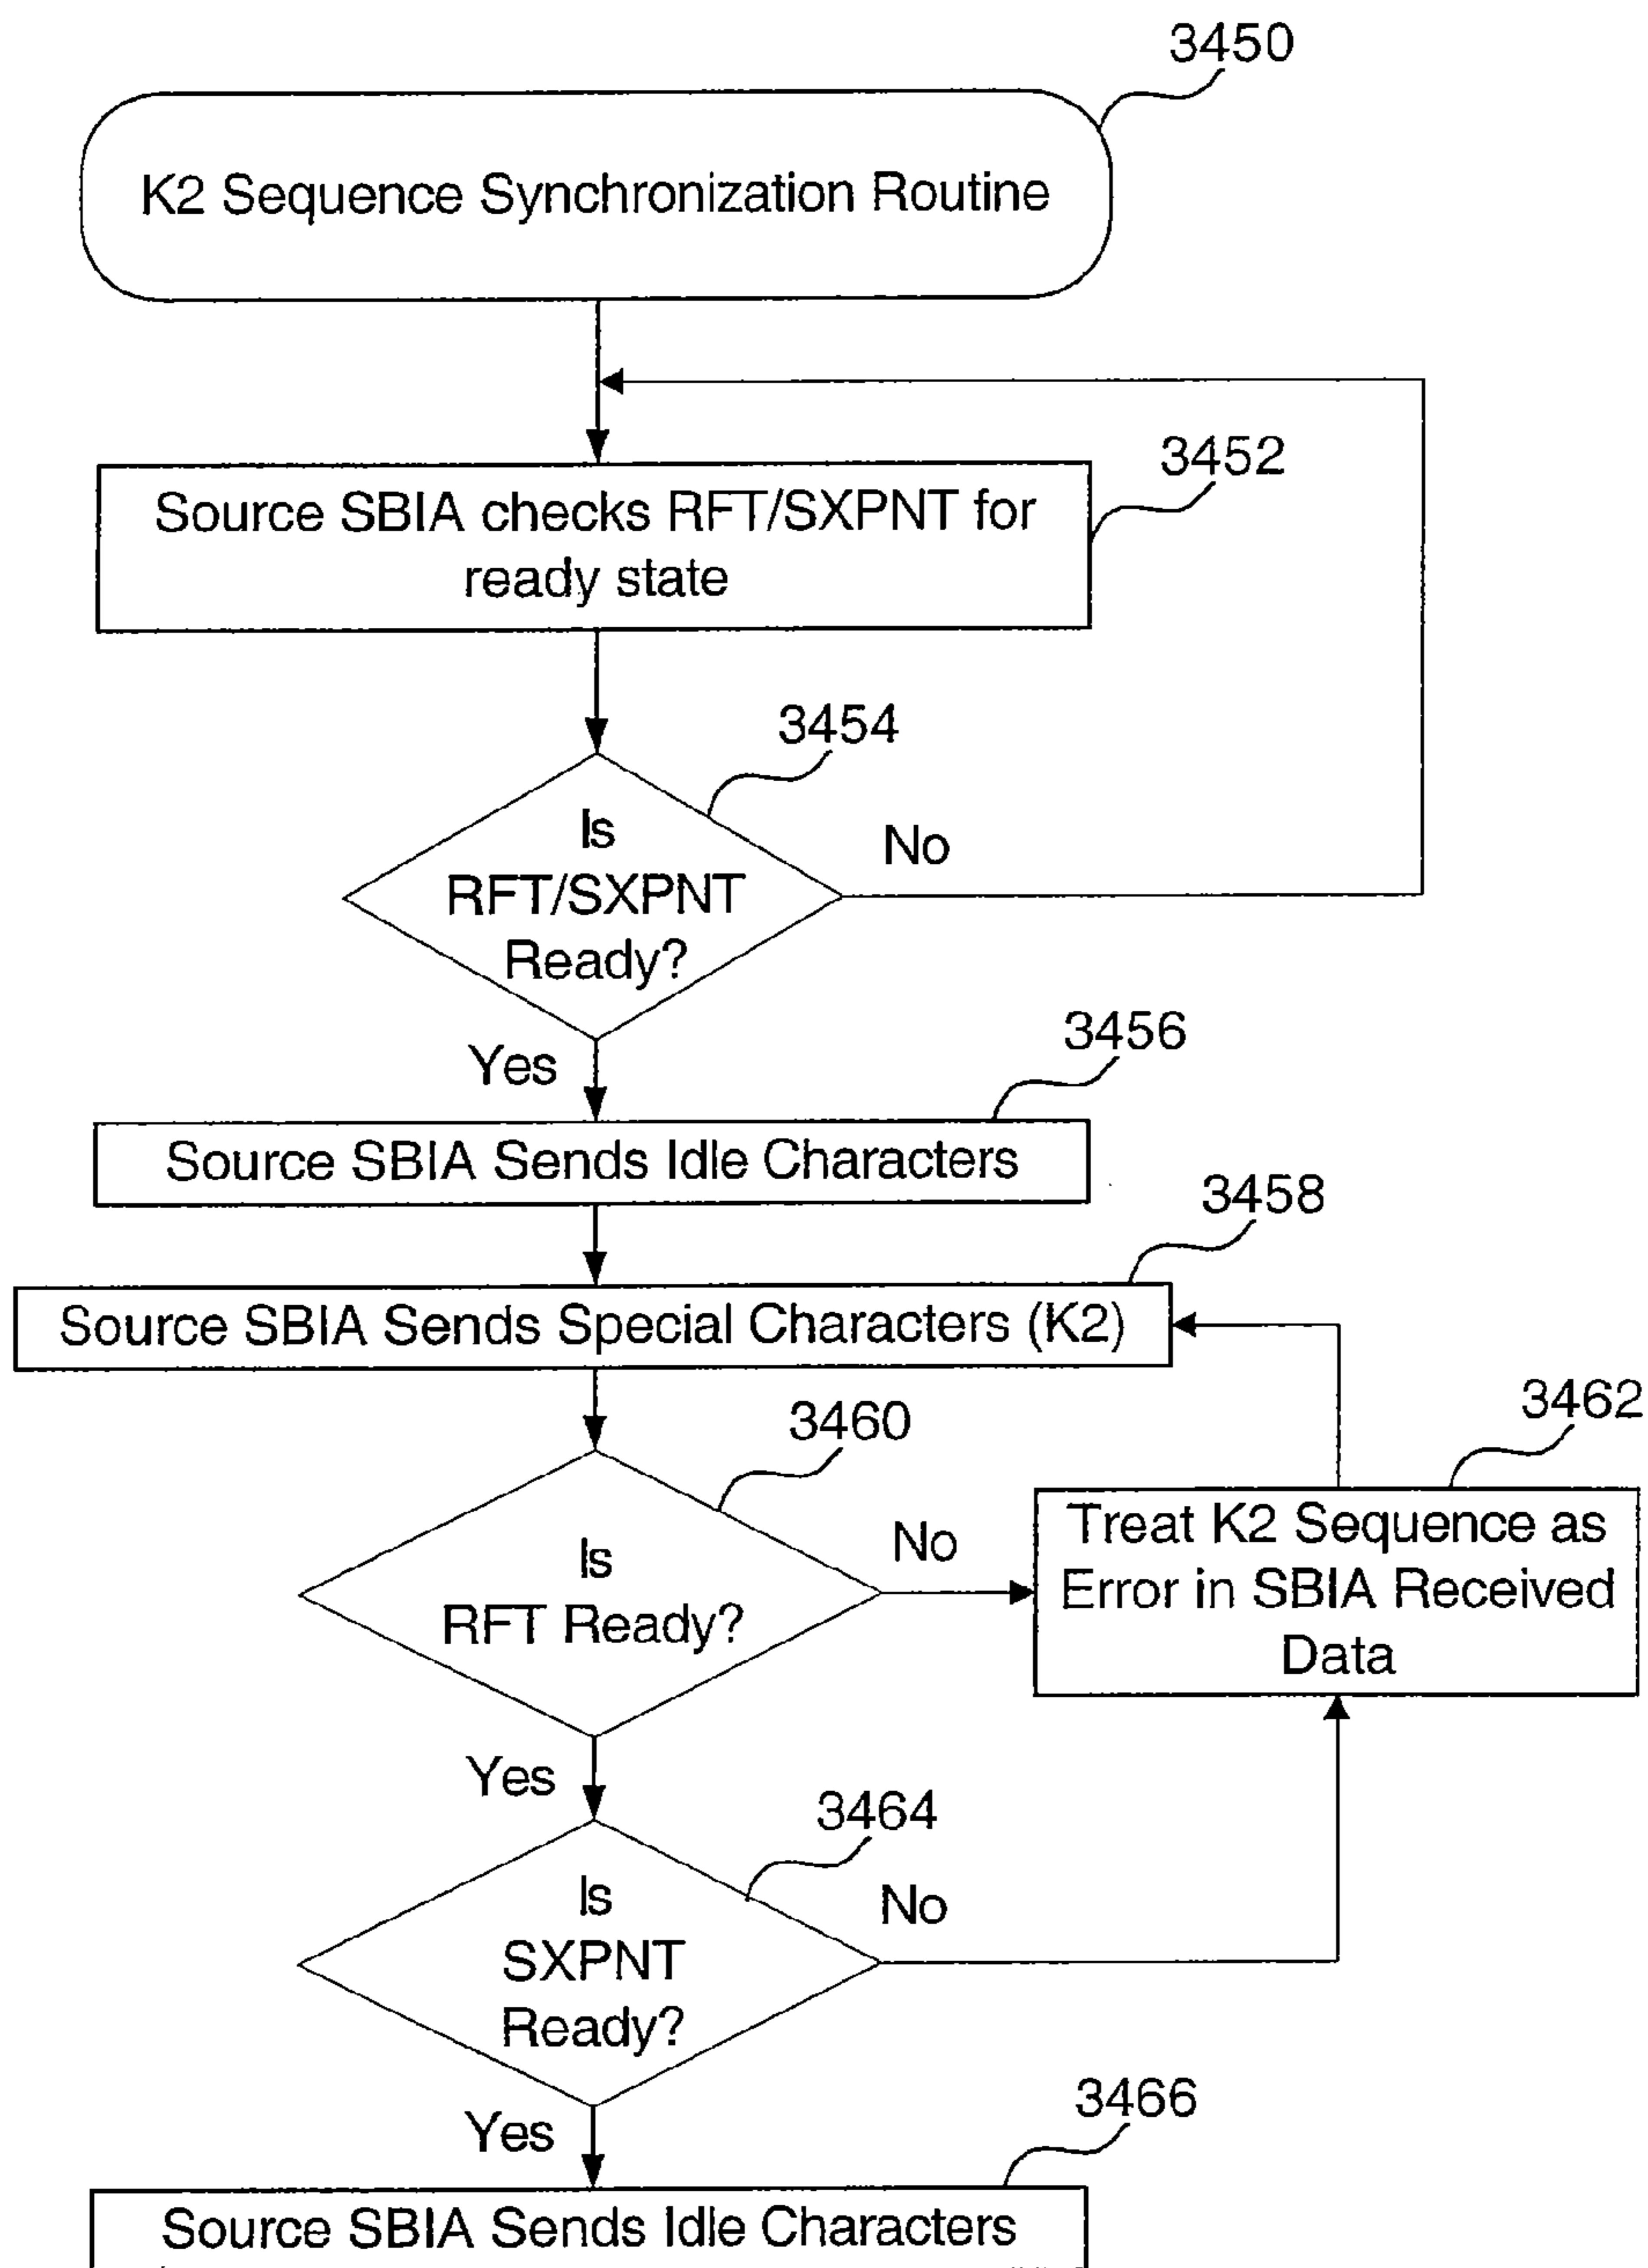 3450
K2 Sequence Synchronization Routine
3452
Source SBIA checks RFT/SXPNT for
ready state
3454
Is
RFT/SXPNT
Ready?
No
Yes
3456
Source SBIA Sends Idle Characters
3458
Source SBIA Sends Special Characters (K2)
3460
Is
RFT Ready?
No
3462
Treat K2 Sequence as
Error in SBIA Received
Data
Yes
3464
Is
SXPNT
Ready?
No
Yes
3466
Source SBIA Sends Idle Characters